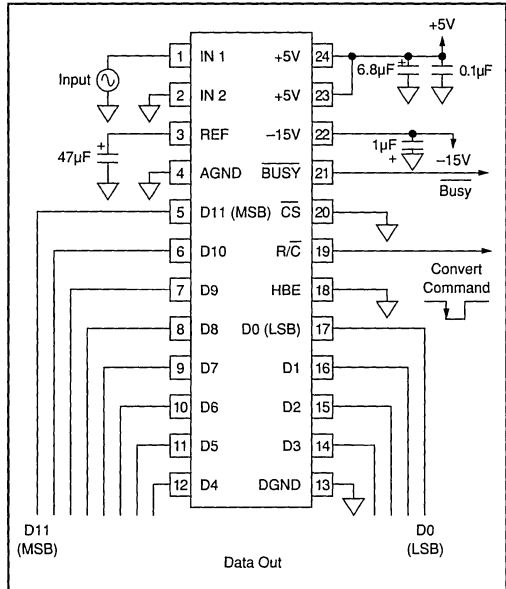 +5V
1 IN 1 +5V 24
Input
6.8µF + 0.1µF
2 IN 2 +5V 23
3 REF –15V 22
+
47µF
1µF
+
–15V
4 AGND BUSY 21
Busy
5 D11 (MSB) CS 20
6 D10 R/C 19
Convert
Command
7 D9 HBE 18
8 D8 D0 (LSB) 17
9 D7 D1 16
10 D6 D2 15
11 D5 D3 14
12 D4 DGND 13
D11
(MSB)
D0
(LSB)
Data Out